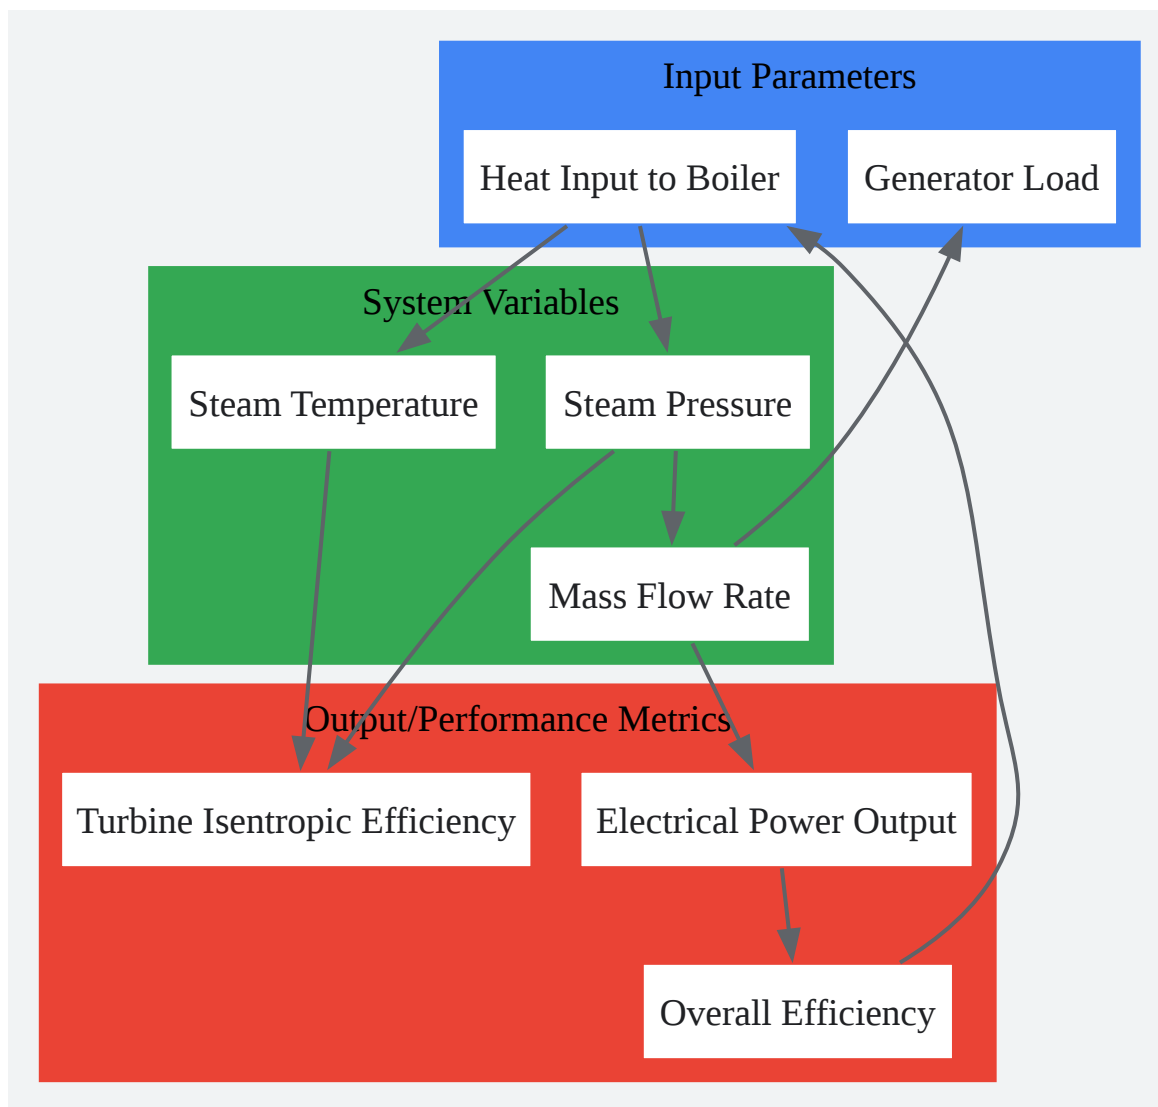 Input Parameters
Heat Input to Boiler
Generator Load
System Variables
Steam Temperature
Steam Pressure
Mass Flow Rate
Output/Performance Metrics
Turbine Isentropic Efficiency
Electrical Power Output
Overall Efficiency